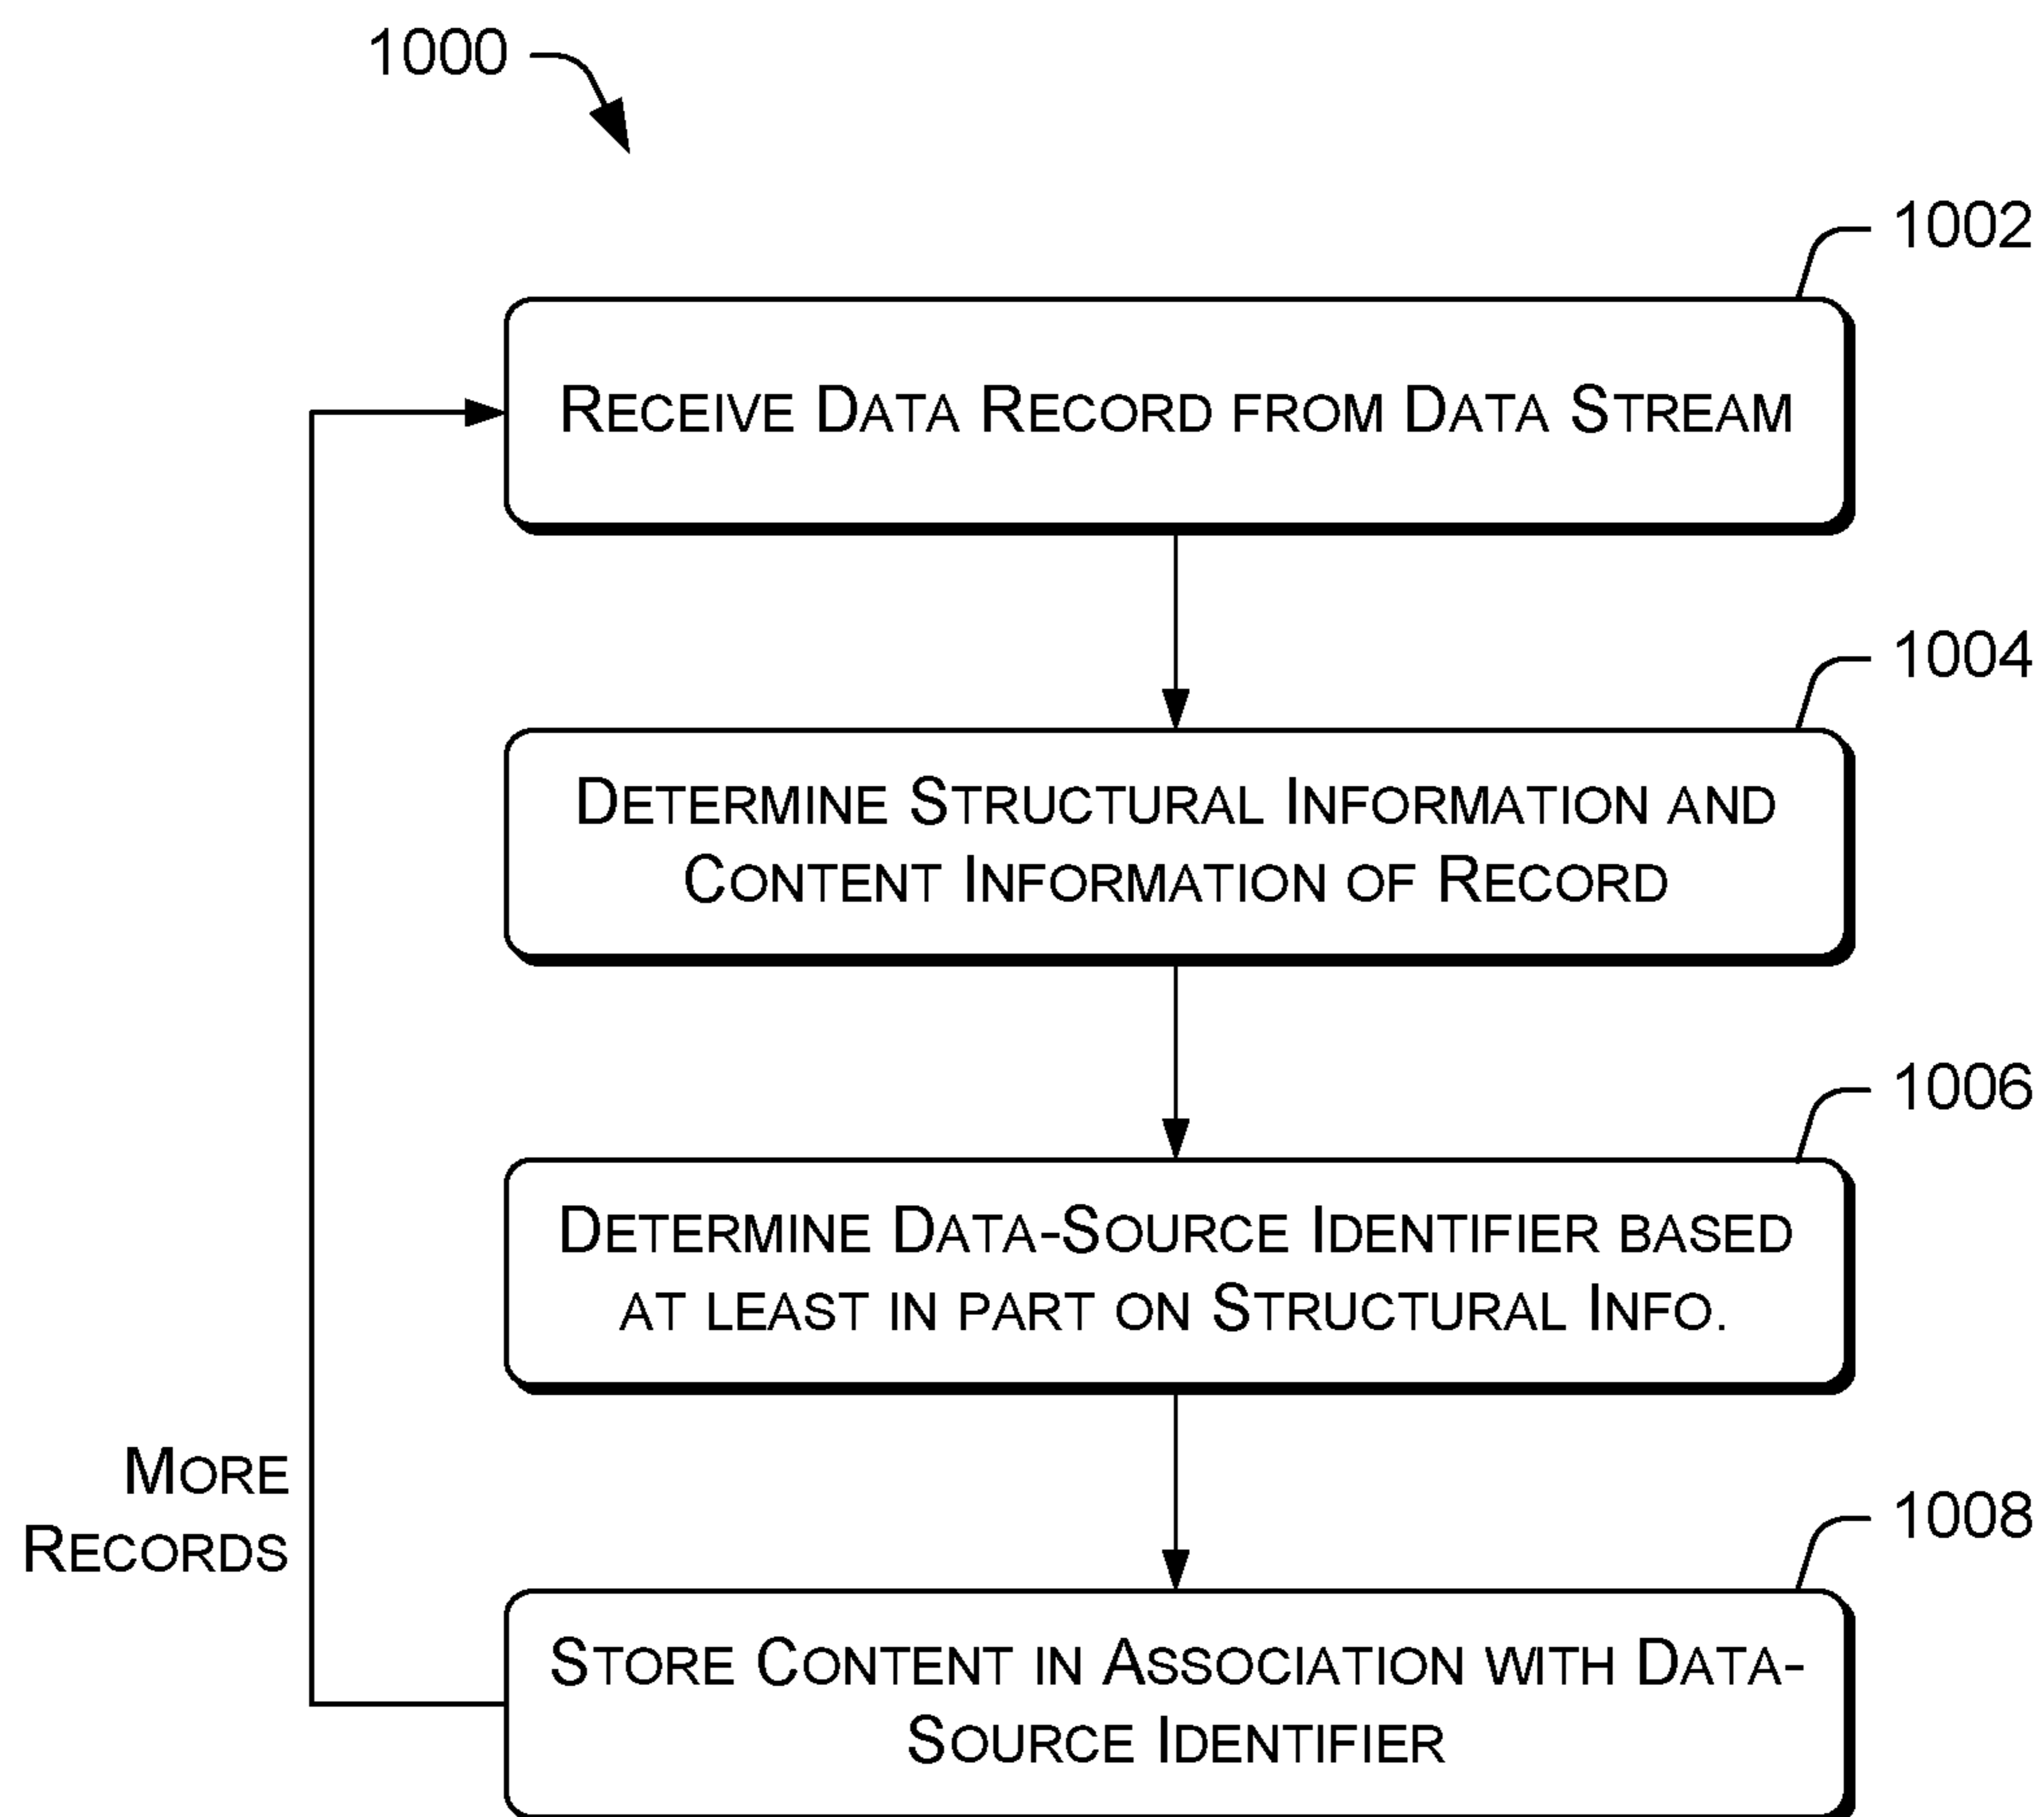 1000
1002
RECEIVE DATA RECORD FROM DATA STREAM
1004
DETERMINE STRUCTURAL INFORMATION AND
CONTENT INFORMATION OF RECORD
1006
DETERMINE DATA-SOURCE IDENTIFIER BASED
AT LEAST IN PART ON STRUCTURAL INFO.
MORE
RECORDS
1008
STORE CONTENT IN ASSOCIATION WITH DATA-
SOURCE IDENTIFIER